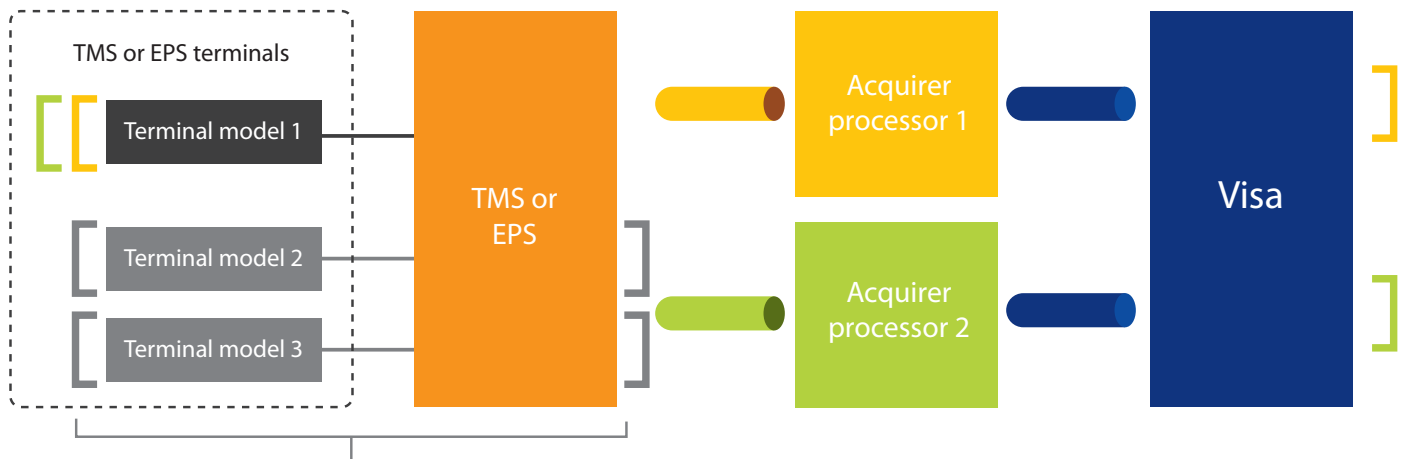 TMS or EPS terminals
Terminal model 1
Terminal model 2
Terminal model 3
TMS or
EPS
Acquirer
processor 1
Acquirer
processor 2
Visa